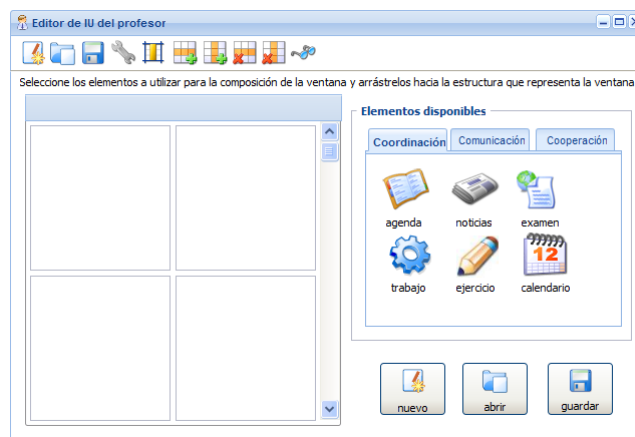 Editor de IU del profesor
Seleccione los elementos a utilizar para la composición de la ventana y arrástrelos hacia la estructura que representa la ventana
Elementos disponibles
Coordinación Comunicación Cooperación
agenda noticias examen
12
trabajo ejercicio calendario
nuevo abrir guardar